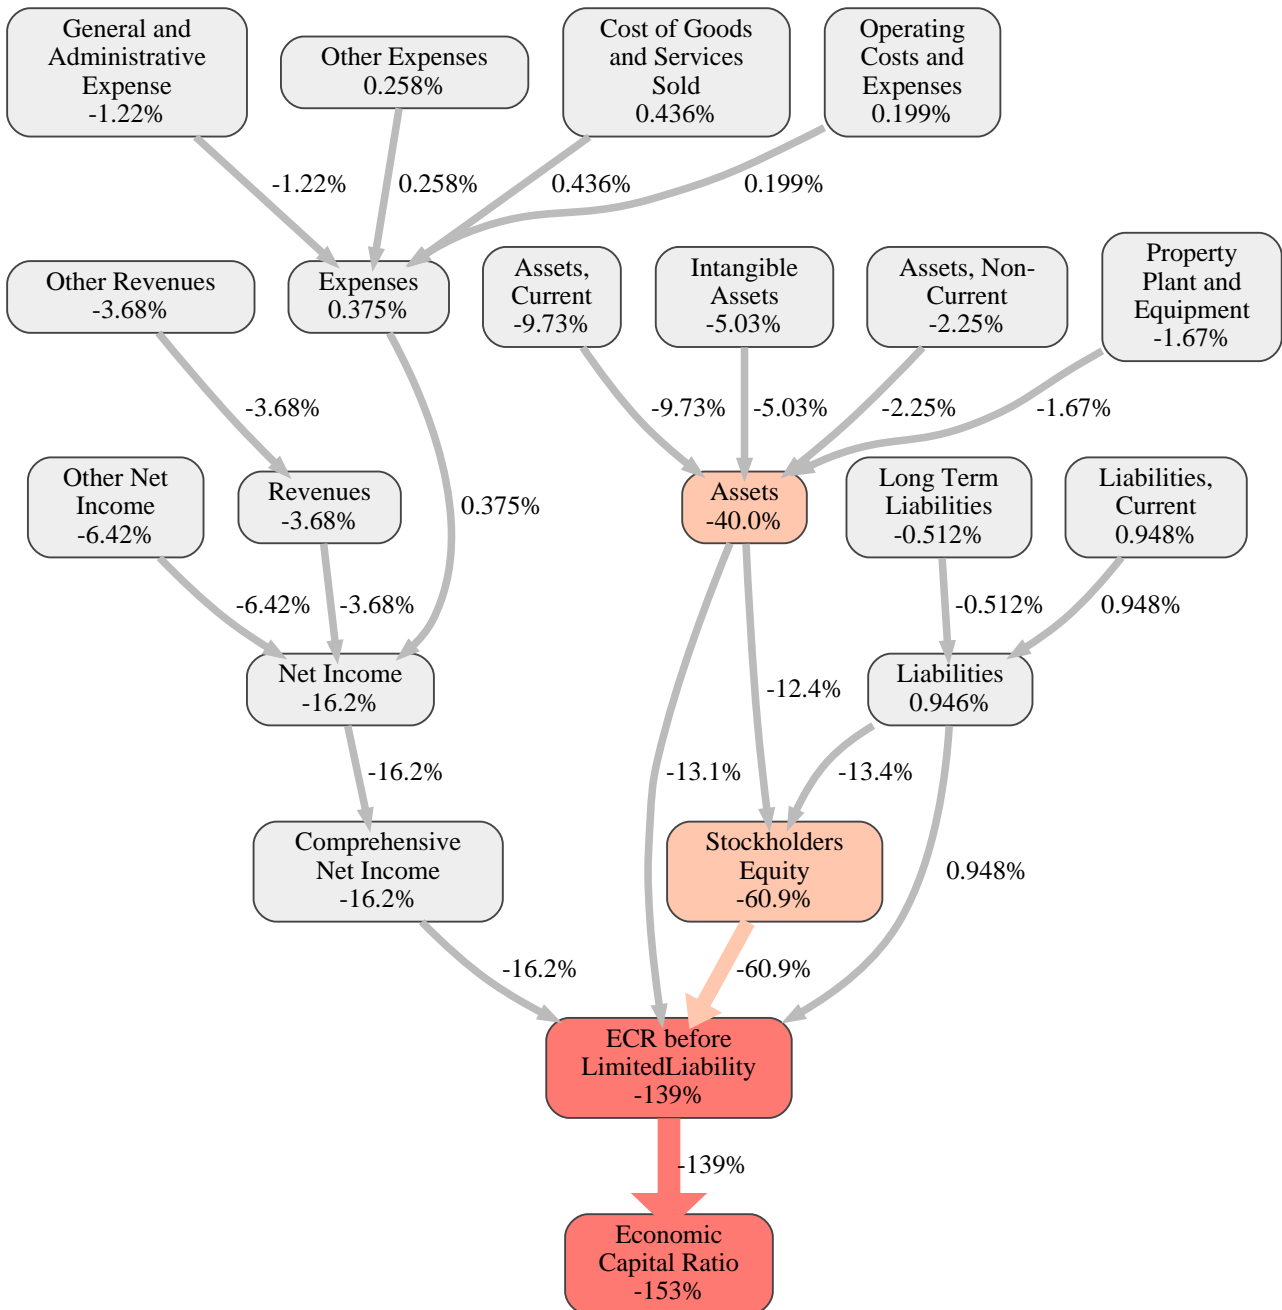 General and
Administrative
Expense
-1.22%
Other Expenses
0.258%
Cost of Goods
and Services
Sold
0.436%
Operating
Costs and
Expenses
0.199%
-1.22%
0.258%
0.436%
0.199%
Other Revenues
-3.68%
Expenses
0.375%
Assets,
Current
-9.73%
Intangible
Assets
-5.03%
Assets, Non-
Current
-2.25%
Property
Plant and
Equipment
-1.67%
-3.68%
-9.73%
-5.03%
-2.25%
-1.67%
Other Net
Income
-6.42%
Revenues
-3.68%
0.375%
Assets
-40.0%
Long Term
Liabilities
-0.512%
Liabilities,
Current
0.948%
-6.42%
-3.68%
-0.512%
0.948%
Net Income
-16.2%
-12.4%
Liabilities
0.946%
-16.2%
-13.1%
-13.4%
Comprehensive
Net Income
-16.2%
Stockholders
Equity
-60.9%
0.948%
-16.2%
-60.9%
ECR before
LimitedLiability
-139%
-139%
Economic
Capital Ratio
-153%